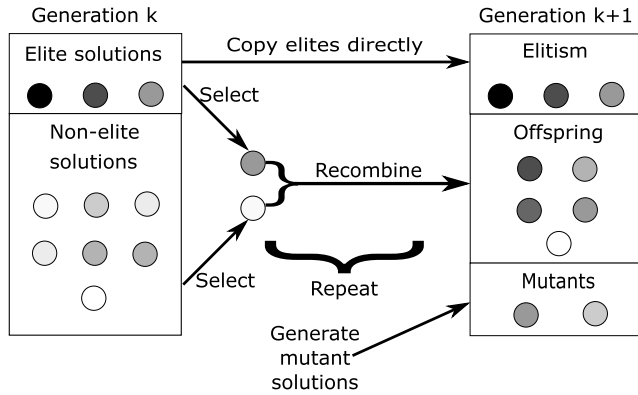 Generation k
Generation k+1
Elite solutions
Copy elites directly
Elitism
Select
Non-elite
solutions
Offspring
Recombine
Select
Repeat
Mutants
Generate
mutant
solutions